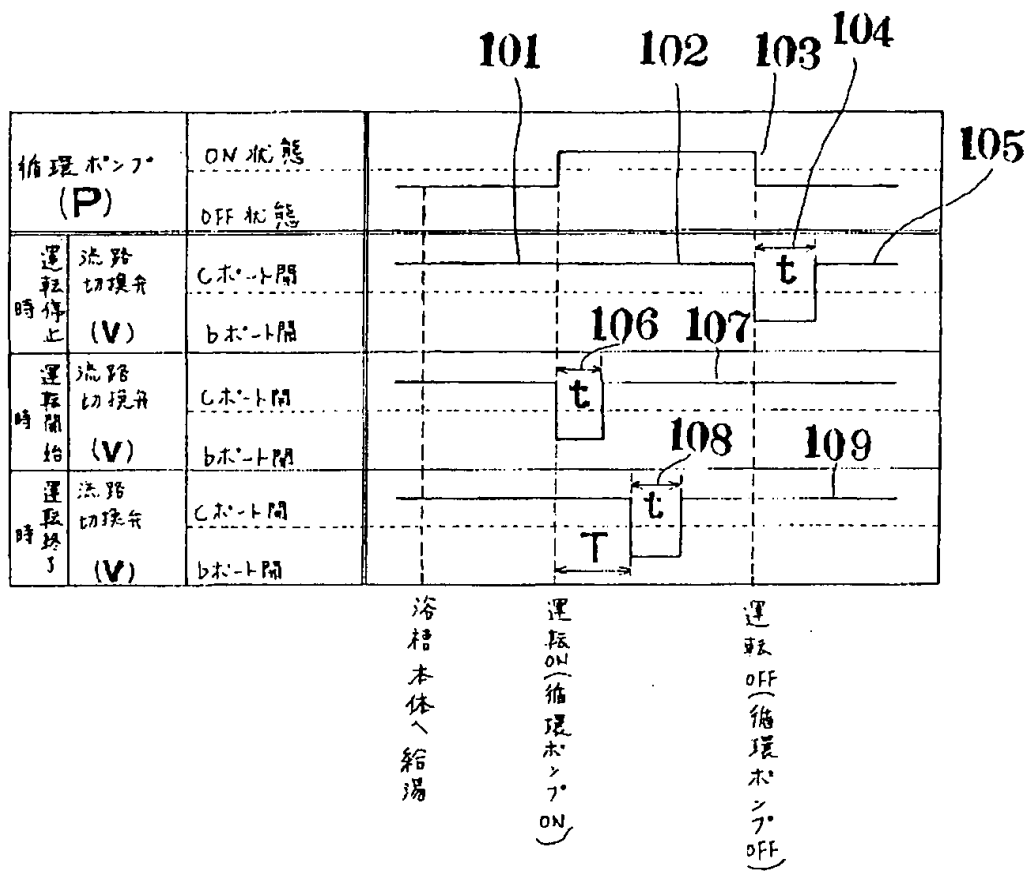 101
102
103
104
105
循環ポンプ
(P)
ON 状態
OFF 状態
運転停止時
流路
切換弁
(V)
Cポート開
bポート開
t
106
107
運転開始時
流路
切換弁
(V)
Cポート開
bポート開
t
108
109
運転終了時
流路
切換弁
(V)
Cポート開
bポート開
T
t
浴槽本体へ給湯
運転ON(循環ポンプON)
運転OFF(循環ポンプOFF)